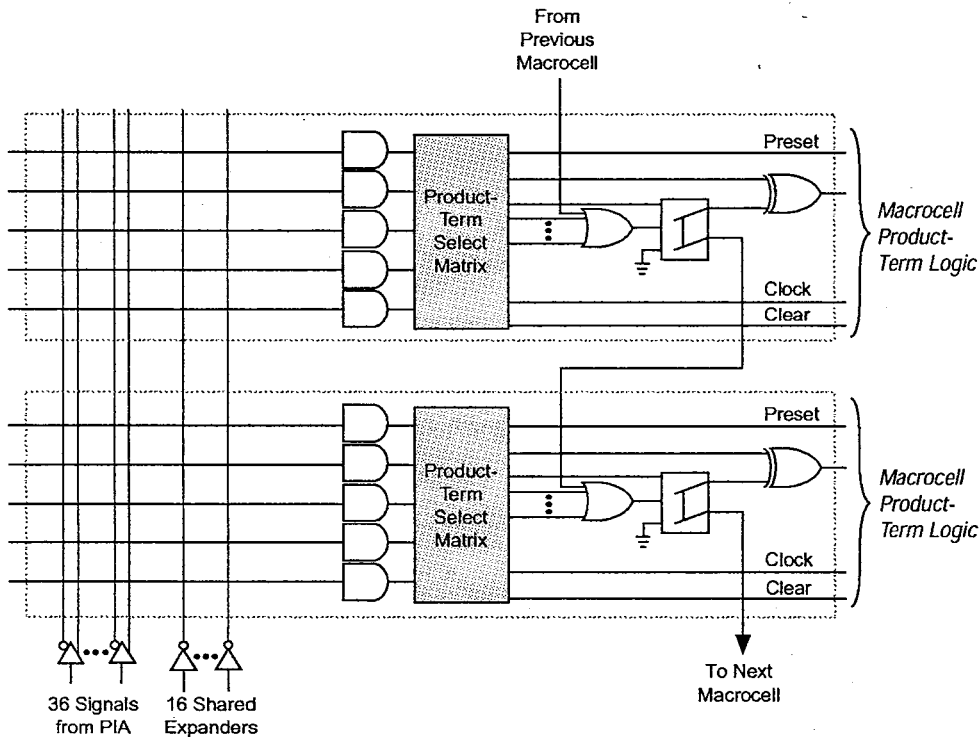 From
Previous
Macrocell
Preset
Product-
Term
Select
Matrix
Macrocell
Product-
Term Logic
Clock
Clear
Preset
Product-
Term
Select
Matrix
Macrocell
Product-
Term Logic
Clock
Clear
36 Signals
from PIA
16 Shared
Expanders
To Next
Macrocell